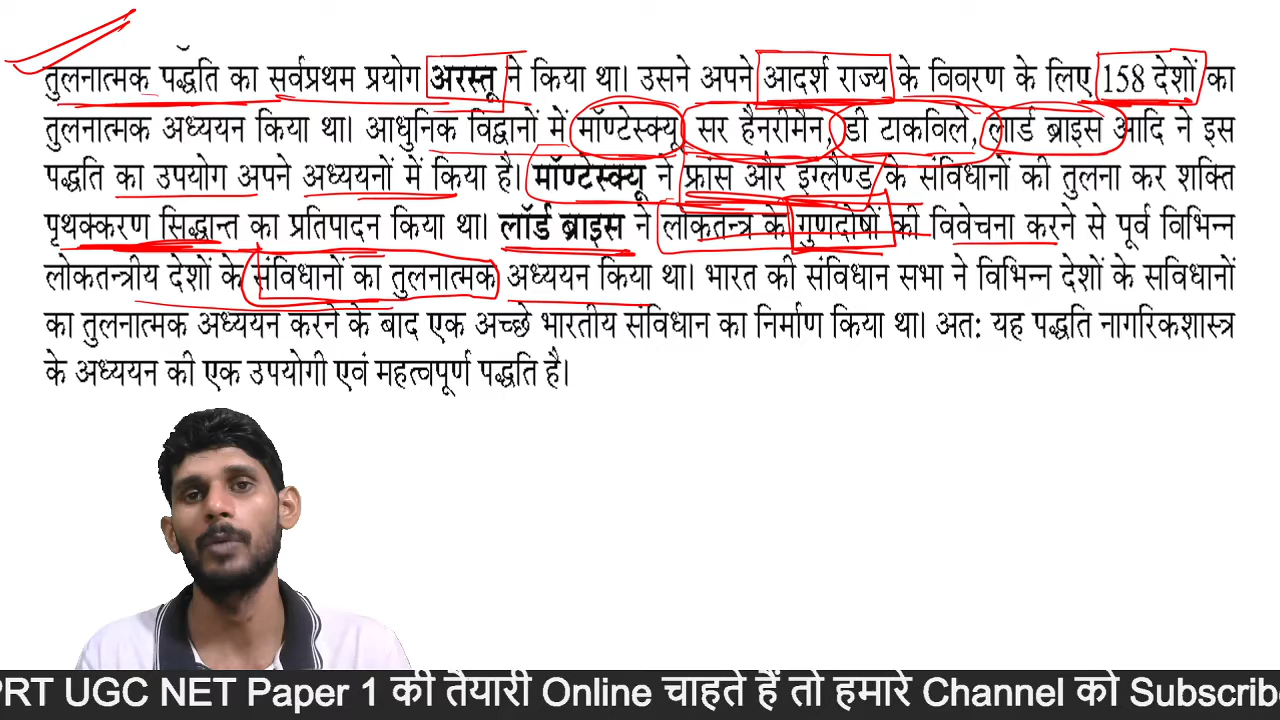 तुलनात्मक पद्धति का सर्वप्रथम प्रयोग अरस्तू ने किया था। उसने अपने आदर्श राज्य के विवरण के लिए 158 देशों का
तुलनात्मक अध्ययन किया था। आधुनिक विद्वानों में मॉण्टेस्क्यू सर हैनरीमैन, डी टाकविले, लार्ड ब्राइस आदि ने इस
पद्धति का उपयोग अपने अध्ययनों में किया है। मॉण्टेस्क्यू ने फ्रांस और इंग्लैण्ड के संविधानों की तुलना कर शक्ति
पृथक्करण सिद्धान्त का प्रतिपादन किया था। लॉर्ड ब्राइस ने लोकतन्त्र के गुणदोषों की विवेचना करने से पूर्व विभिन्न
लोकतन्त्रीय देशों के संविधानों का तुलनात्मक अध्ययन किया था। भारत की संविधान सभा ने विभिन्न देशों के सविधानों
का तुलनात्मक अध्ययन करने के बाद एक अच्छे भारतीय संविधान का निर्माण किया था। अत: यह पद्धति नागरिकशास्त्र
के अध्ययन की एक उपयोगी एवं महत्वपूर्ण पद्धति है।
PRT UGC NET Paper 1 की तैयारी Online चाहते हैं तो हमारे Channel को Subscrib